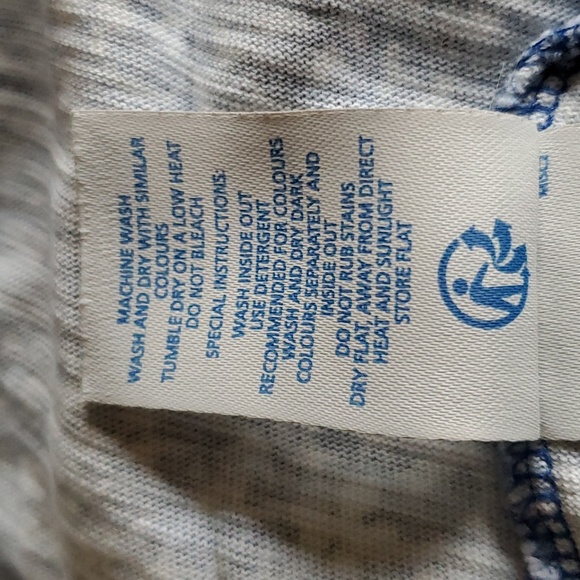 MACHINE WASH
WASH AND DRY WITH SIMILAR
COLOURS
TUMBLE DRY ON A LOW HEAT
DO NOT BLEACH
SPECIAL INSTRUCTIONS:
WASH INSIDE OUT
USE DETERGENT
RECOMMENDED FOR COLOURS
WASH AND DRY DARK
COLOURS SEPARATELY AND
INSIDE OUT
DO NOT RUB STAINS
DRY FLAT, AWAY FROM DIRECT
HEAT AND SUNLIGHT
STORE FLAT